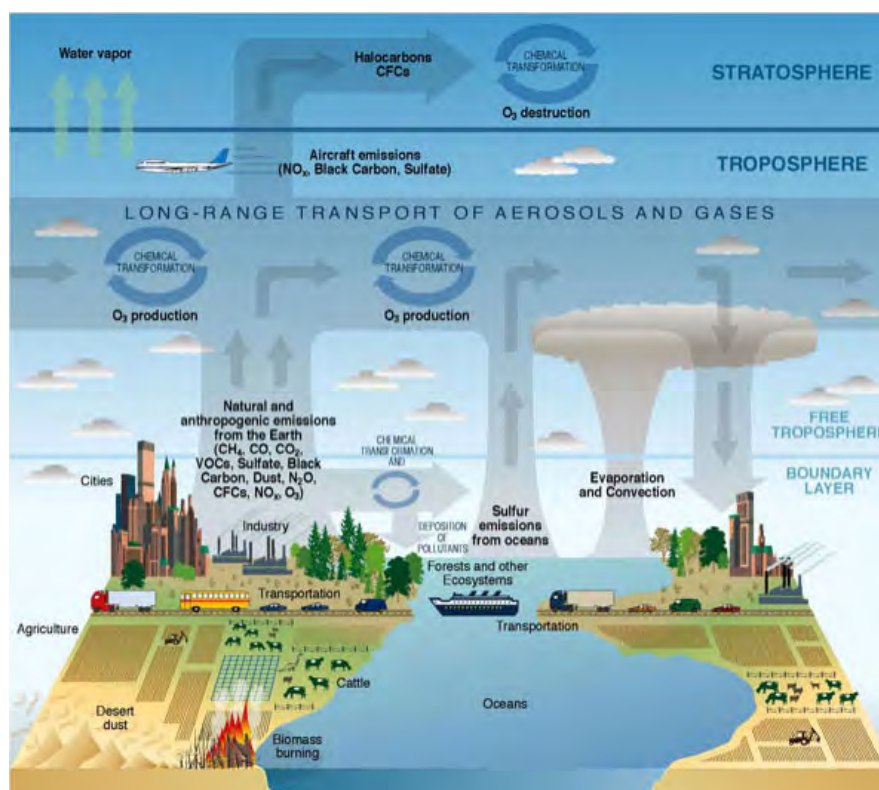 Water vapor
Halocarbons
CFCs
CHEMICAL
TRANSFORMATION
O₃ destruction
STRATOSPHERE
Aircraft emissions
(NOₓ, Black Carbon, Sulfate)
TROPOSPHERE
LONG-RANGE TRANSPORT OF AEROSOLS AND GASES
CHEMICAL
TRANSFORMATION
O₃ production
CHEMICAL
TRANSFORMATION
O₃ production
Natural and
anthropogenic emissions
from the Earth
(CH₄, CO, CO₂,
VOCs, Sulfate, Black
Carbon, Dust, N₂O,
CFCs, NOₓ, O₃)
FREE
TROPOSPHERE
BOUNDARY
LAYER
CHEMICAL
TRANSFORMATION
AND
DEPOSITION
OF
POLLUTANTS
Cities
Industry
Sulfur
emissions
from oceans
Evaporation
and Convection
Forests and other
Ecosystems
Transportation
Transportation
Agriculture
Cattle
Oceans
Desert
dust
Biomass
burning